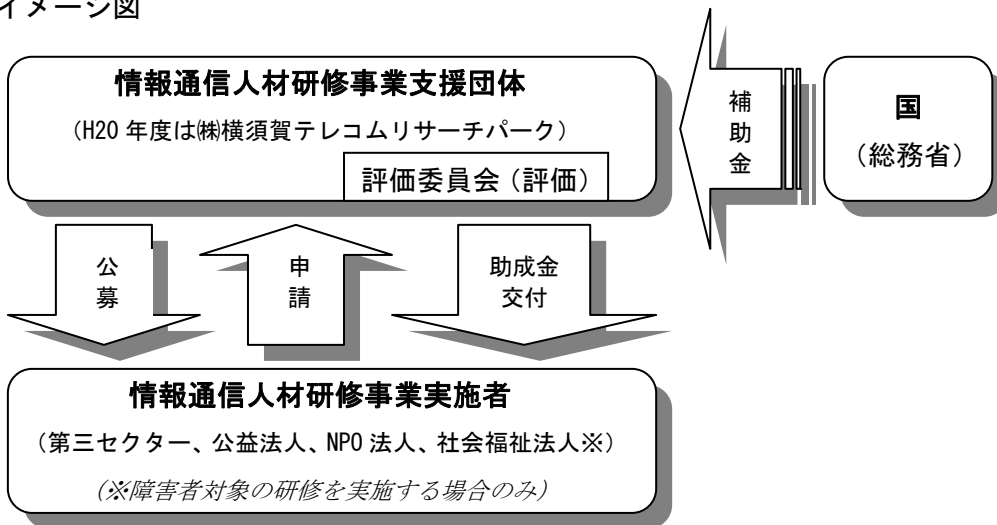 イメージ図
情報通信人材研修事業支援団体
（H20 年度は㈱横須賀テレコムリサーチパーク）
評価委員会（評価）
補助金
国
（総務省）
公募
申請
助成金
交付
情報通信人材研修事業実施者
（第三セクター、公益法人、NPO 法人、社会福祉法人※）
（※障害者対象の研修を実施する場合のみ）